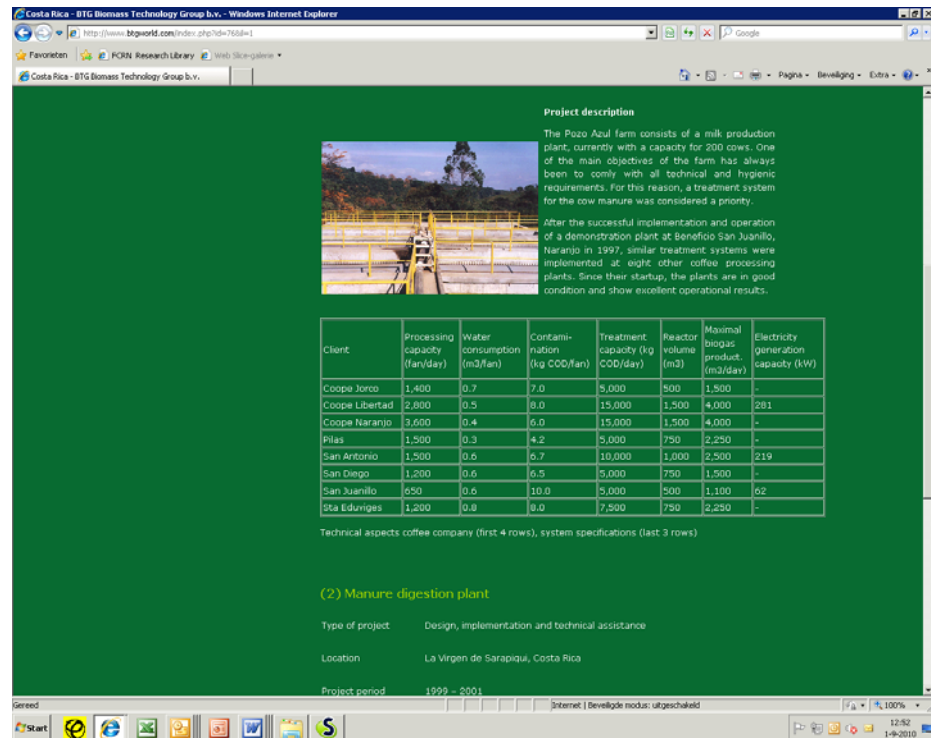 Costa Rica - BTG Biomass Technology Group b.v. - Windows Internet Explorer
http://www.btgworld.com/index.php?id=76&l=1
Google
Favorieten FCRN Research Library Web Slice-galerie
Costa Rica - BTG Biomass Technology Group b.v.
Pagina Beveiliging Extra
Project description
The Pozo Azul farm consists of a milk production
plant, currently with a capacity for 200 cows. One
of the main objectives of the farm has always
been to comly with all technical and hygienic
requirements. For this reason, a treatment system
for the cow manure was considered a priority.
After the successful implementation and operation
of a demonstration plant at Beneficio San Juanillo,
Naranjo in 1997, similar treatment systems were
implemented at eight other coffee processing
plants. Since their startup, the plants are in good
condition and show excellent operational results.
Client Processing capacity (fan/day) Water consumption (m3/fan) Contami-nation (kg COD/fan) Treatment capacity (kg COD/day) Reactor volume (m3) Maximal biogas product. (m3/day) Electricity generation capacity (kW)
Coope Jorco 1,400 0.7 7.0 5,000 500 1,500 -
Coope Libertad 2,800 0.5 8.0 15,000 1,500 4,000 281
Coope Naranjo 3,600 0.4 6.0 15,000 1,500 4,000 -
Pilas 1,500 0.3 4.2 5,000 750 2,250 -
San Antonio 1,500 0.6 6.7 10,000 1,000 2,500 219
San Diego 1,200 0.6 6.5 5,000 750 1,500 -
San Juanillo 650 0.6 10.0 5,000 500 1,100 62
Sta Eduviges 1,200 0.8 8.0 7,500 750 2,250 -
Technical aspects coffee company (first 4 rows), system specifications (last 3 rows)
(2) Manure digestion plant
Type of project Design, implementation and technical assistance
Location La Virgen de Sarapiqui, Costa Rica
Project period 1999 – 2001
Gereed Internet | Beveiligde modus: uitgeschakeld 100%
Start 12:52
1-9-2010